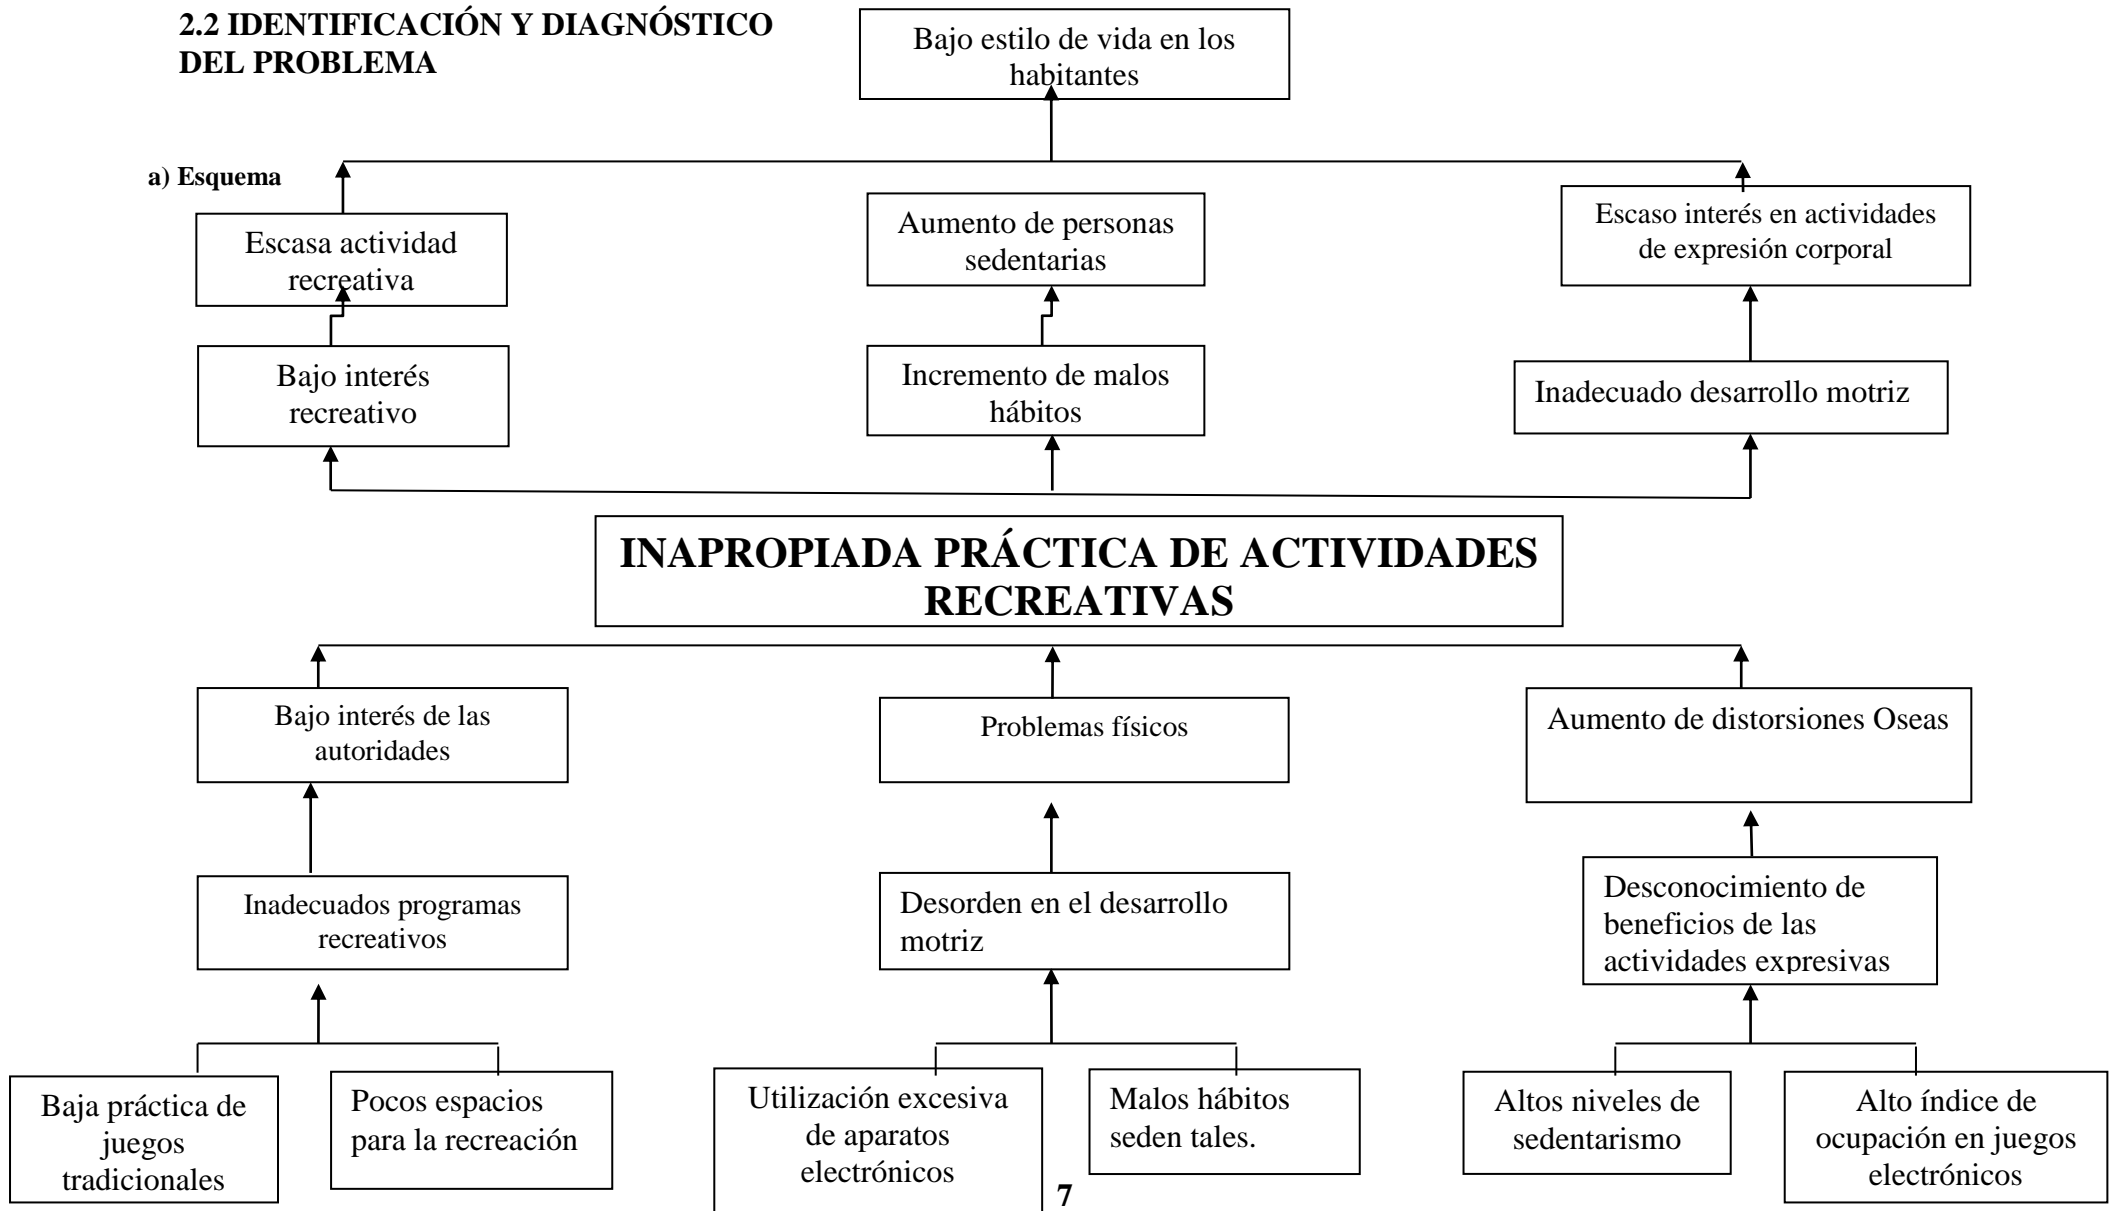 2.2 IDENTIFICACIÓN Y DIAGNÓSTICO
DEL PROBLEMA
Bajo estilo de vida en los
habitantes
a) Esquema
Escasa actividad
recreativa
Aumento de personas
sedentarias
Escaso interés en actividades
de expresión corporal
Bajo interés
recreativo
Incremento de malos
hábitos
Inadecuado desarrollo motriz
INAPROPIADA PRÁCTICA DE ACTIVIDADES
RECREATIVAS
Bajo interés de las
autoridades
Problemas físicos
Aumento de distorsiones Oseas
Inadecuados programas
recreativos
Desorden en el desarrollo
motriz
Desconocimiento de
beneficios de las
actividades expresivas
Baja práctica de
juegos
tradicionales
Pocos espacios
para la recreación
Utilización excesiva
de aparatos
electrónicos
Malos hábitos
seden tales.
Altos niveles de
sedentarismo
Alto índice de
ocupación en juegos
electrónicos
7